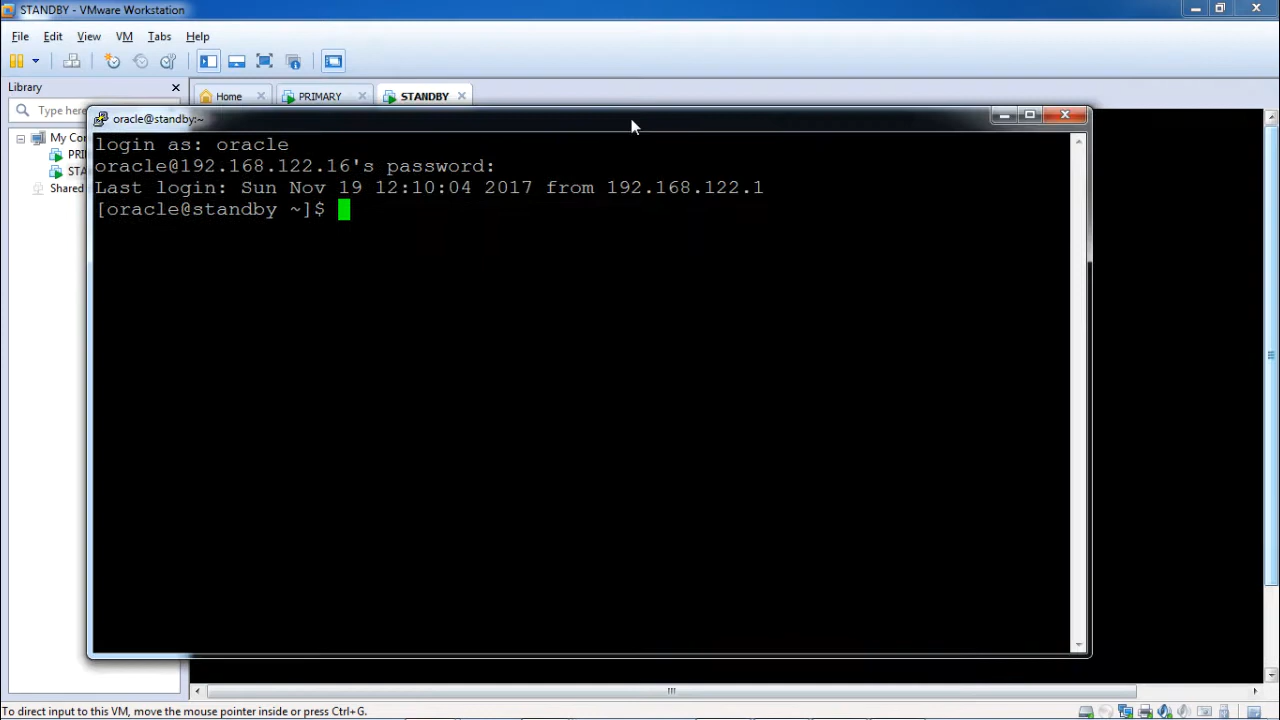 STANDBY - VMware Workstation
File Edit View VM Tabs Help
Library
Type here
Home PRIMARY STANDBY
My Co
PRI
STA
Shared
oracle@standby:~
login as: oracle
oracle@192.168.122.16's password:
Last login: Sun Nov 19 12:10:04 2017 from 192.168.122.1
[oracle@standby ~]$
To direct input to this VM, move the mouse pointer inside or press Ctrl+G.